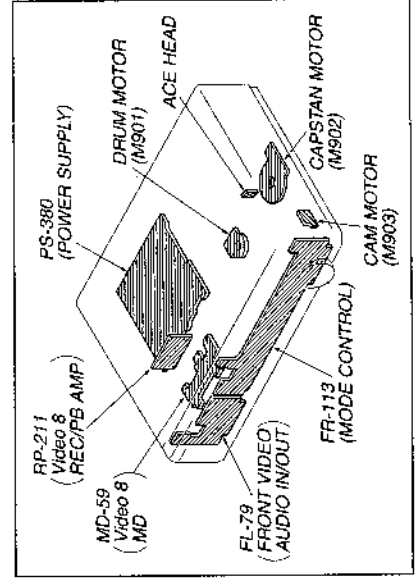 PS-380
(POWER SUPPLY)
DRUM MOTOR
(M901)
ACE HEAD
RP-211
(Video 8
REC/PB AMP)
MD-59
(Video 8
MD)
FL-79
(FRONT VIDEO
AUDIO IN/OUT)
FR-113
(MODE CONTROL)
CAM MOTOR
(M903)
CAPSTAN MOTOR
(M902)